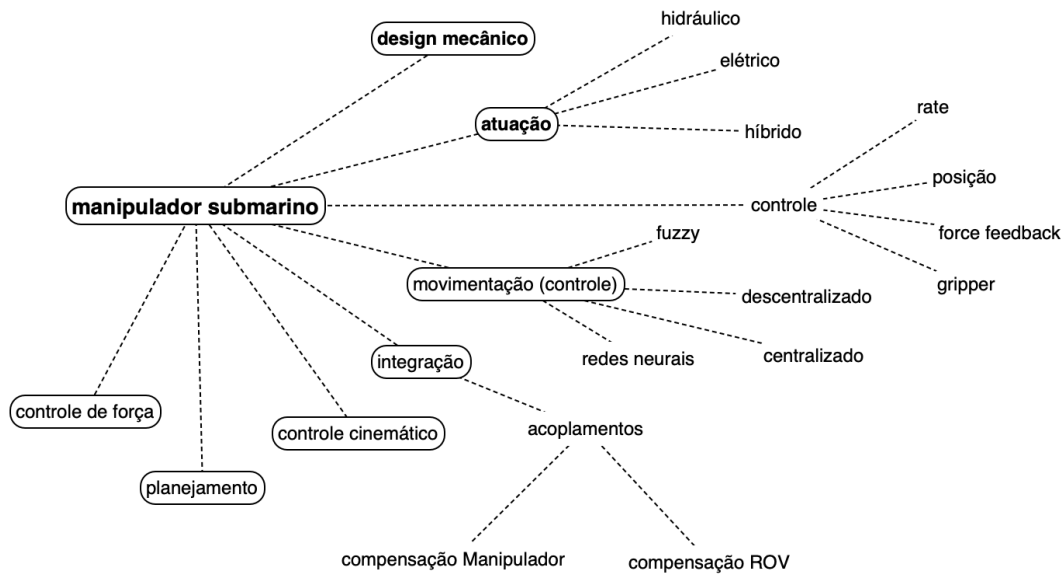 hidráulico
design mecânico
elétrico
rate
atuação
híbrido
posição
manipulador submarino
controle
fuzzy
force feedback
movimentação (controle)
gripper
descentralizado
redes neurais
centralizado
integração
controle de força
controle cinemático
acoplamentos
planejamento
compensação Manipulador
compensação ROV